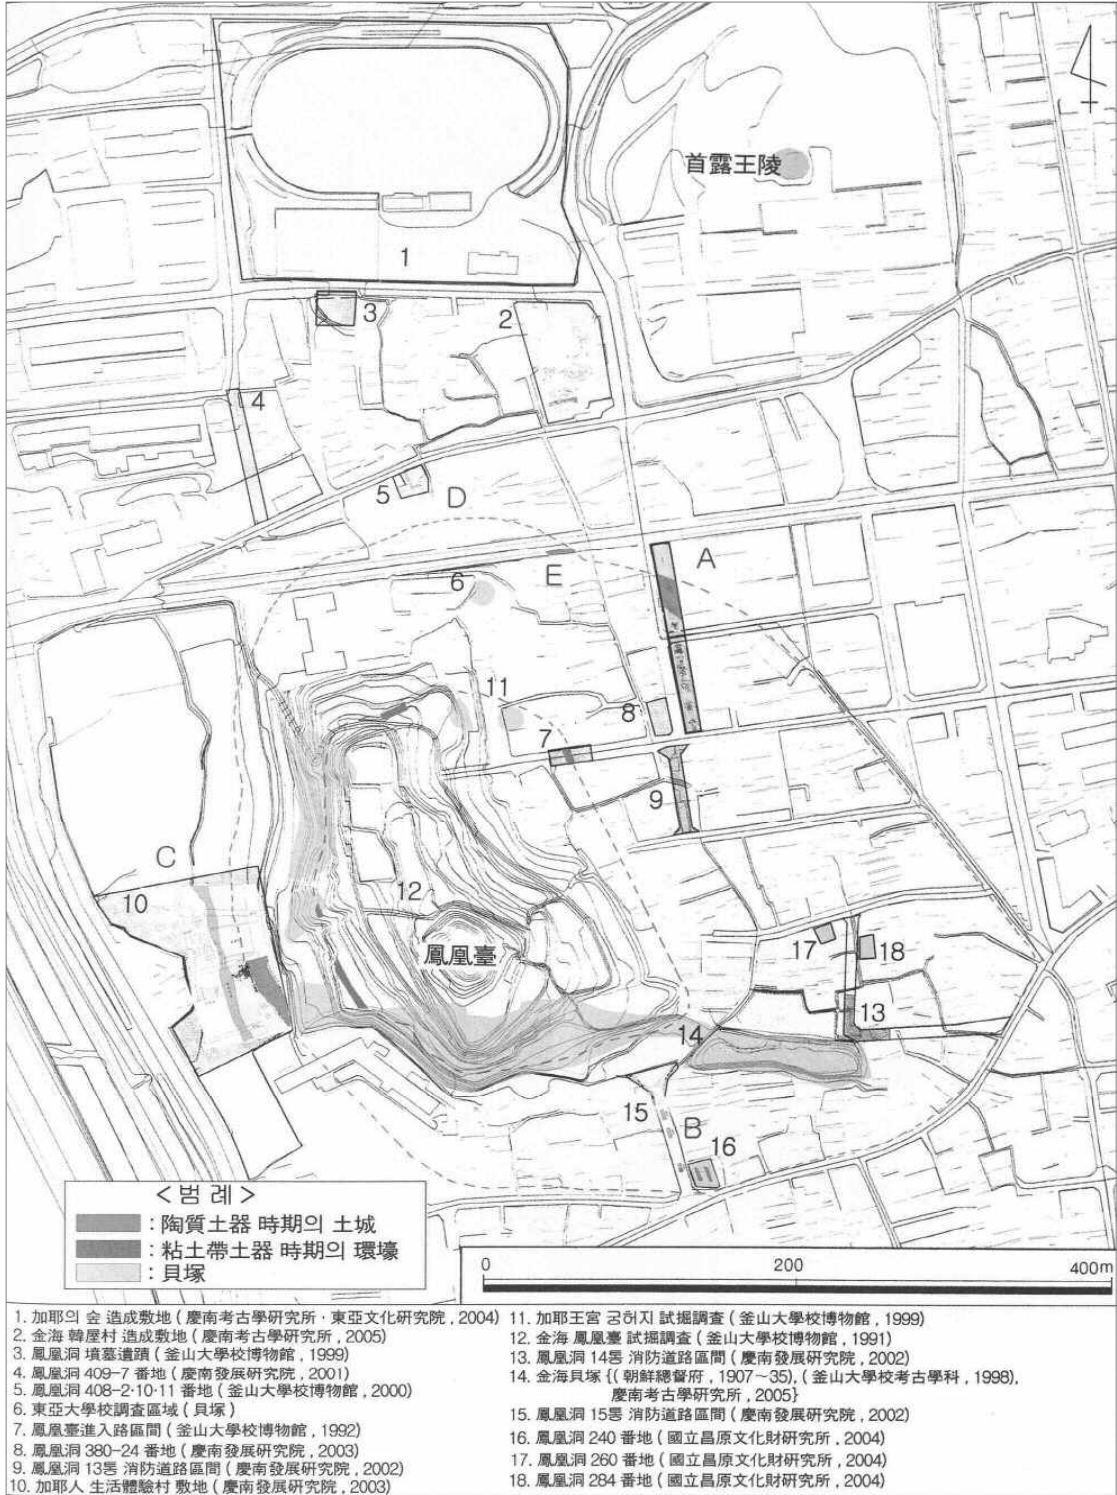 首露王陵
1
3
2
4
5
D
A
6
E
11
8
7
9
C
10
12
鳳凰臺
17
18
13
14
15
B
16
<범 례>
: 陶質土器 時期의 土城
: 粘土帶土器 時期의 環壕
: 貝塚
0 200 400m
1. 加耶의 숲 造成敷地 ( 慶南考古學硏究所 · 東亞文化硏究院 , 2004)
2. 金海 韓屋村 造成敷地 ( 慶南考古學硏究所 , 2005)
3. 鳳凰洞 墳墓遺蹟 ( 釜山大學校博物館 , 1999)
4. 鳳凰洞 409-7 番地 ( 慶南發展硏究院 , 2001)
5. 鳳凰洞 408-2·10·11 番地 ( 釜山大學校博物館 , 2000)
6. 東亞大學校調査區域 ( 貝塚 )
7. 鳳凰臺進入路區間 ( 釜山大學校博物館 , 1992)
8. 鳳凰洞 380-24 番地 ( 慶南發展硏究院 , 2003)
9. 鳳凰洞 13통 消防道路區間 ( 慶南發展硏究院 , 2002)
10. 加耶人 生活體驗村 敷地 ( 慶南發展硏究院 , 2003)
11. 加耶王宮 궁허지 試掘調査 ( 釜山大學校博物館 , 1999)
12. 金海 鳳凰臺 試掘調査 ( 釜山大學校博物館 , 1991)
13. 鳳凰洞 14통 消防道路區間 ( 慶南發展硏究院 , 2002)
14. 金海貝塚 {( 朝鮮總督府 , 1907~35), ( 釜山大學校考古學科 , 1998),
慶南考古學硏究所 , 2005}
15. 鳳凰洞 15통 消防道路區間 ( 慶南發展硏究院 , 2002)
16. 鳳凰洞 240 番地 ( 國立昌原文化財硏究所 , 2004)
17. 鳳凰洞 260 番地 ( 國立昌原文化財硏究所 , 2004)
18. 鳳凰洞 284 番地 ( 國立昌原文化財硏究所 , 2004)